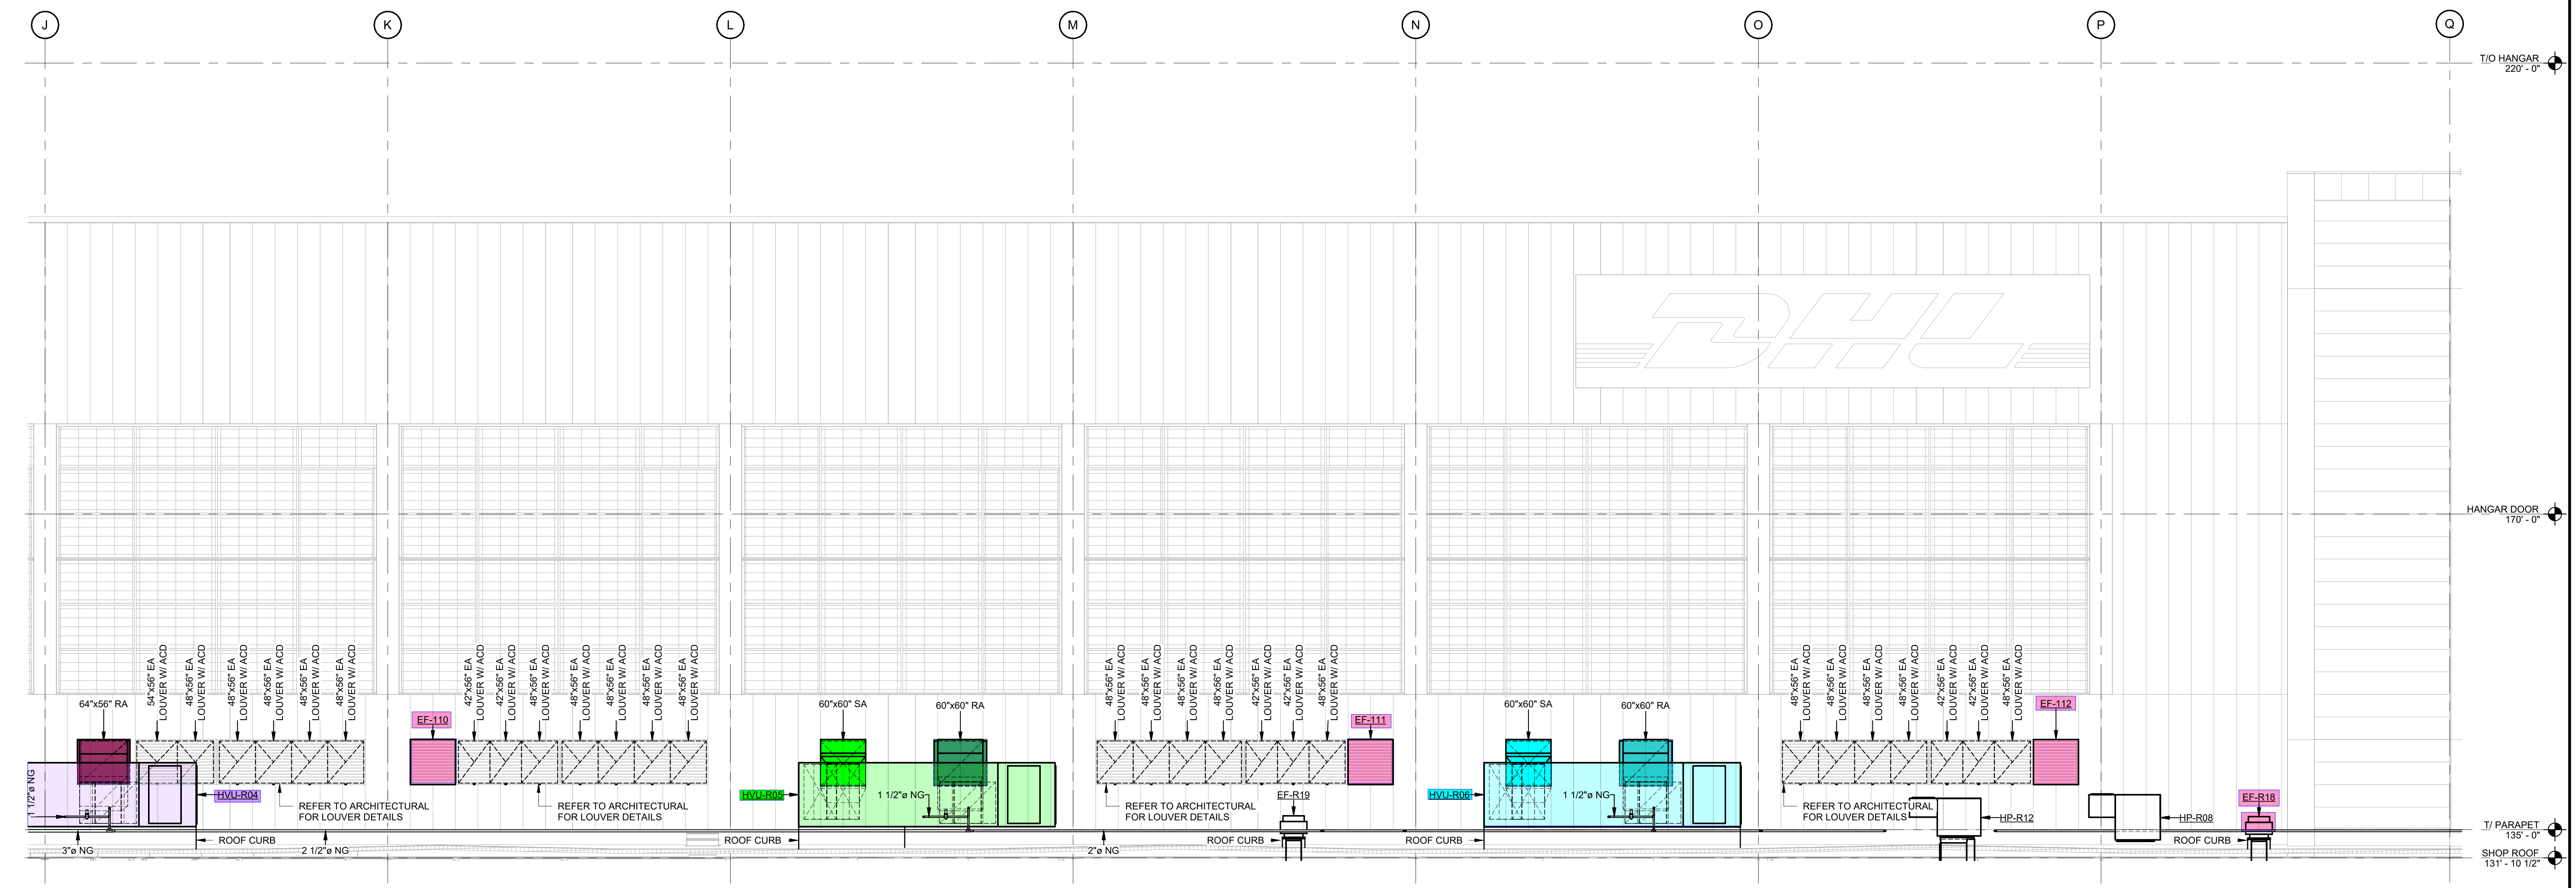 J
K
L
M
N
O
P
Q
T/O HANGAR
220' - 0"
DHL
HANGAR DOOR
170' - 0"
64"x56" RA
54"x56" EA
LOUVER W/ ACD
48"x56" EA
LOUVER W/ ACD
48"x56" EA
LOUVER W/ ACD
48"x56" EA
LOUVER W/ ACD
48"x56" EA
LOUVER W/ ACD
48"x56" EA
LOUVER W/ ACD
EF-110
42"x56" EA
LOUVER W/ ACD
42"x56" EA
LOUVER W/ ACD
48"x56" EA
LOUVER W/ ACD
48"x56" EA
LOUVER W/ ACD
48"x56" EA
LOUVER W/ ACD
48"x56" EA
LOUVER W/ ACD
48"x56" EA
LOUVER W/ ACD
60"x60" SA
60"x60" RA
48"x56" EA
LOUVER W/ ACD
48"x56" EA
LOUVER W/ ACD
48"x56" EA
LOUVER W/ ACD
48"x56" EA
LOUVER W/ ACD
42"x56" EA
LOUVER W/ ACD
42"x56" EA
LOUVER W/ ACD
48"x56" EA
LOUVER W/ ACD
EF-111
60"x60" SA
60"x60" RA
48"x56" EA
LOUVER W/ ACD
48"x56" EA
LOUVER W/ ACD
48"x56" EA
LOUVER W/ ACD
48"x56" EA
LOUVER W/ ACD
42"x56" EA
LOUVER W/ ACD
42"x56" EA
LOUVER W/ ACD
48"x56" EA
LOUVER W/ ACD
EF-112
1 1/2"ø NG
HVU-R04
REFER TO ARCHITECTURAL
FOR LOUVER DETAILS
REFER TO ARCHITECTURAL
FOR LOUVER DETAILS
HVU-R05
1 1/2"ø NG
REFER TO ARCHITECTURAL
FOR LOUVER DETAILS
EF-R19
HVU-R06
1 1/2"ø NG
REFER TO ARCHITECTURAL
FOR LOUVER DETAILS
HP-R12
HP-R08
EF-R18
T/ PARAPET
135' - 0"
3"ø NG
ROOF CURB
2 1/2"ø NG
ROOF CURB
2"ø NG
ROOF CURB
ROOF CURB
ROOF CURB
SHOP ROOF
131' - 10 1/2"